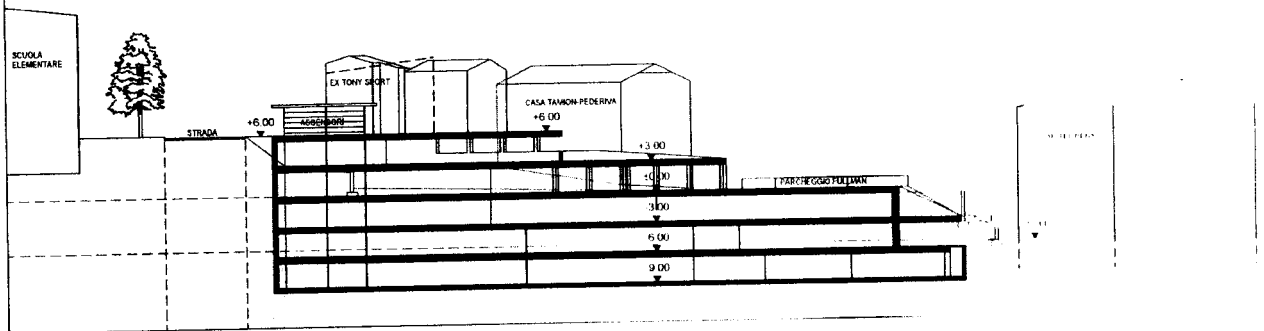 SCUOLA
ELEMENTARE
EX TONY SPORT
CASA TAMION-PEDERIVA
+6.00
ASCENSORI
+6.00
STRADA
+3.00
±0.00
PARCHEGGIO PULLMAN
3.00
6.00
9.00